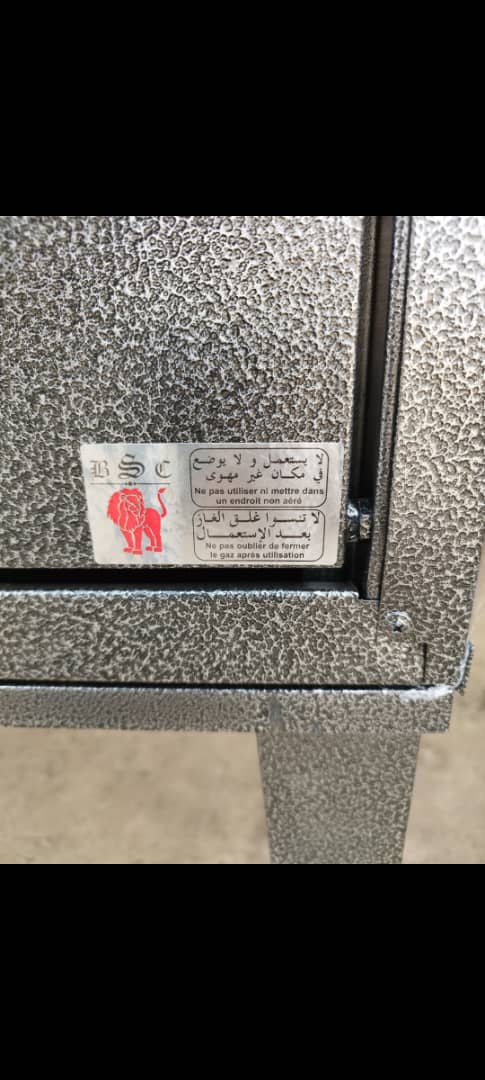 B S C
لا يستعمل و لا يوضع
في مكان غير مهوى
Ne pas utiliser ni mettre dans
un endroit non aéré
لا تنسوا غلق الغاز
بعد الإستعمال
Ne pas oublier de fermer
le gaz après utilisation